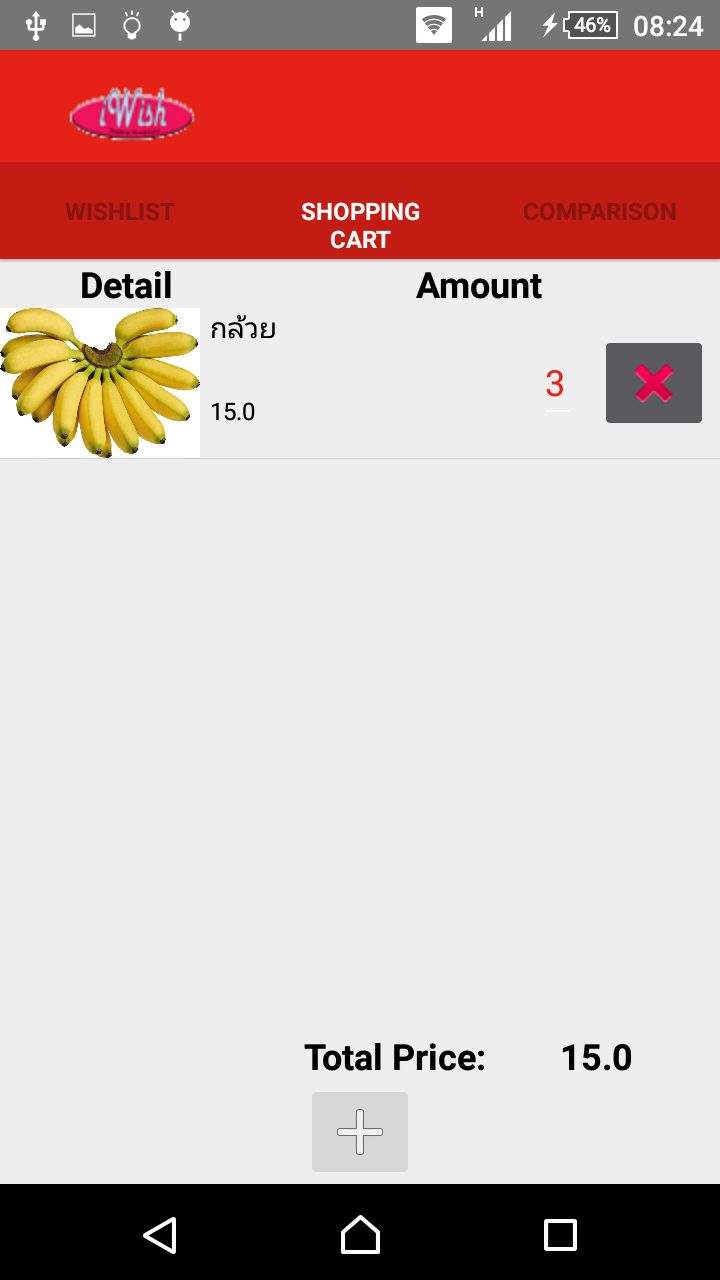 H
46%
08:24
iWish
WISHLIST
SHOPPING
CART
COMPARISON
Detail
Amount
กล้วย
15.0
3
Total Price:
15.0